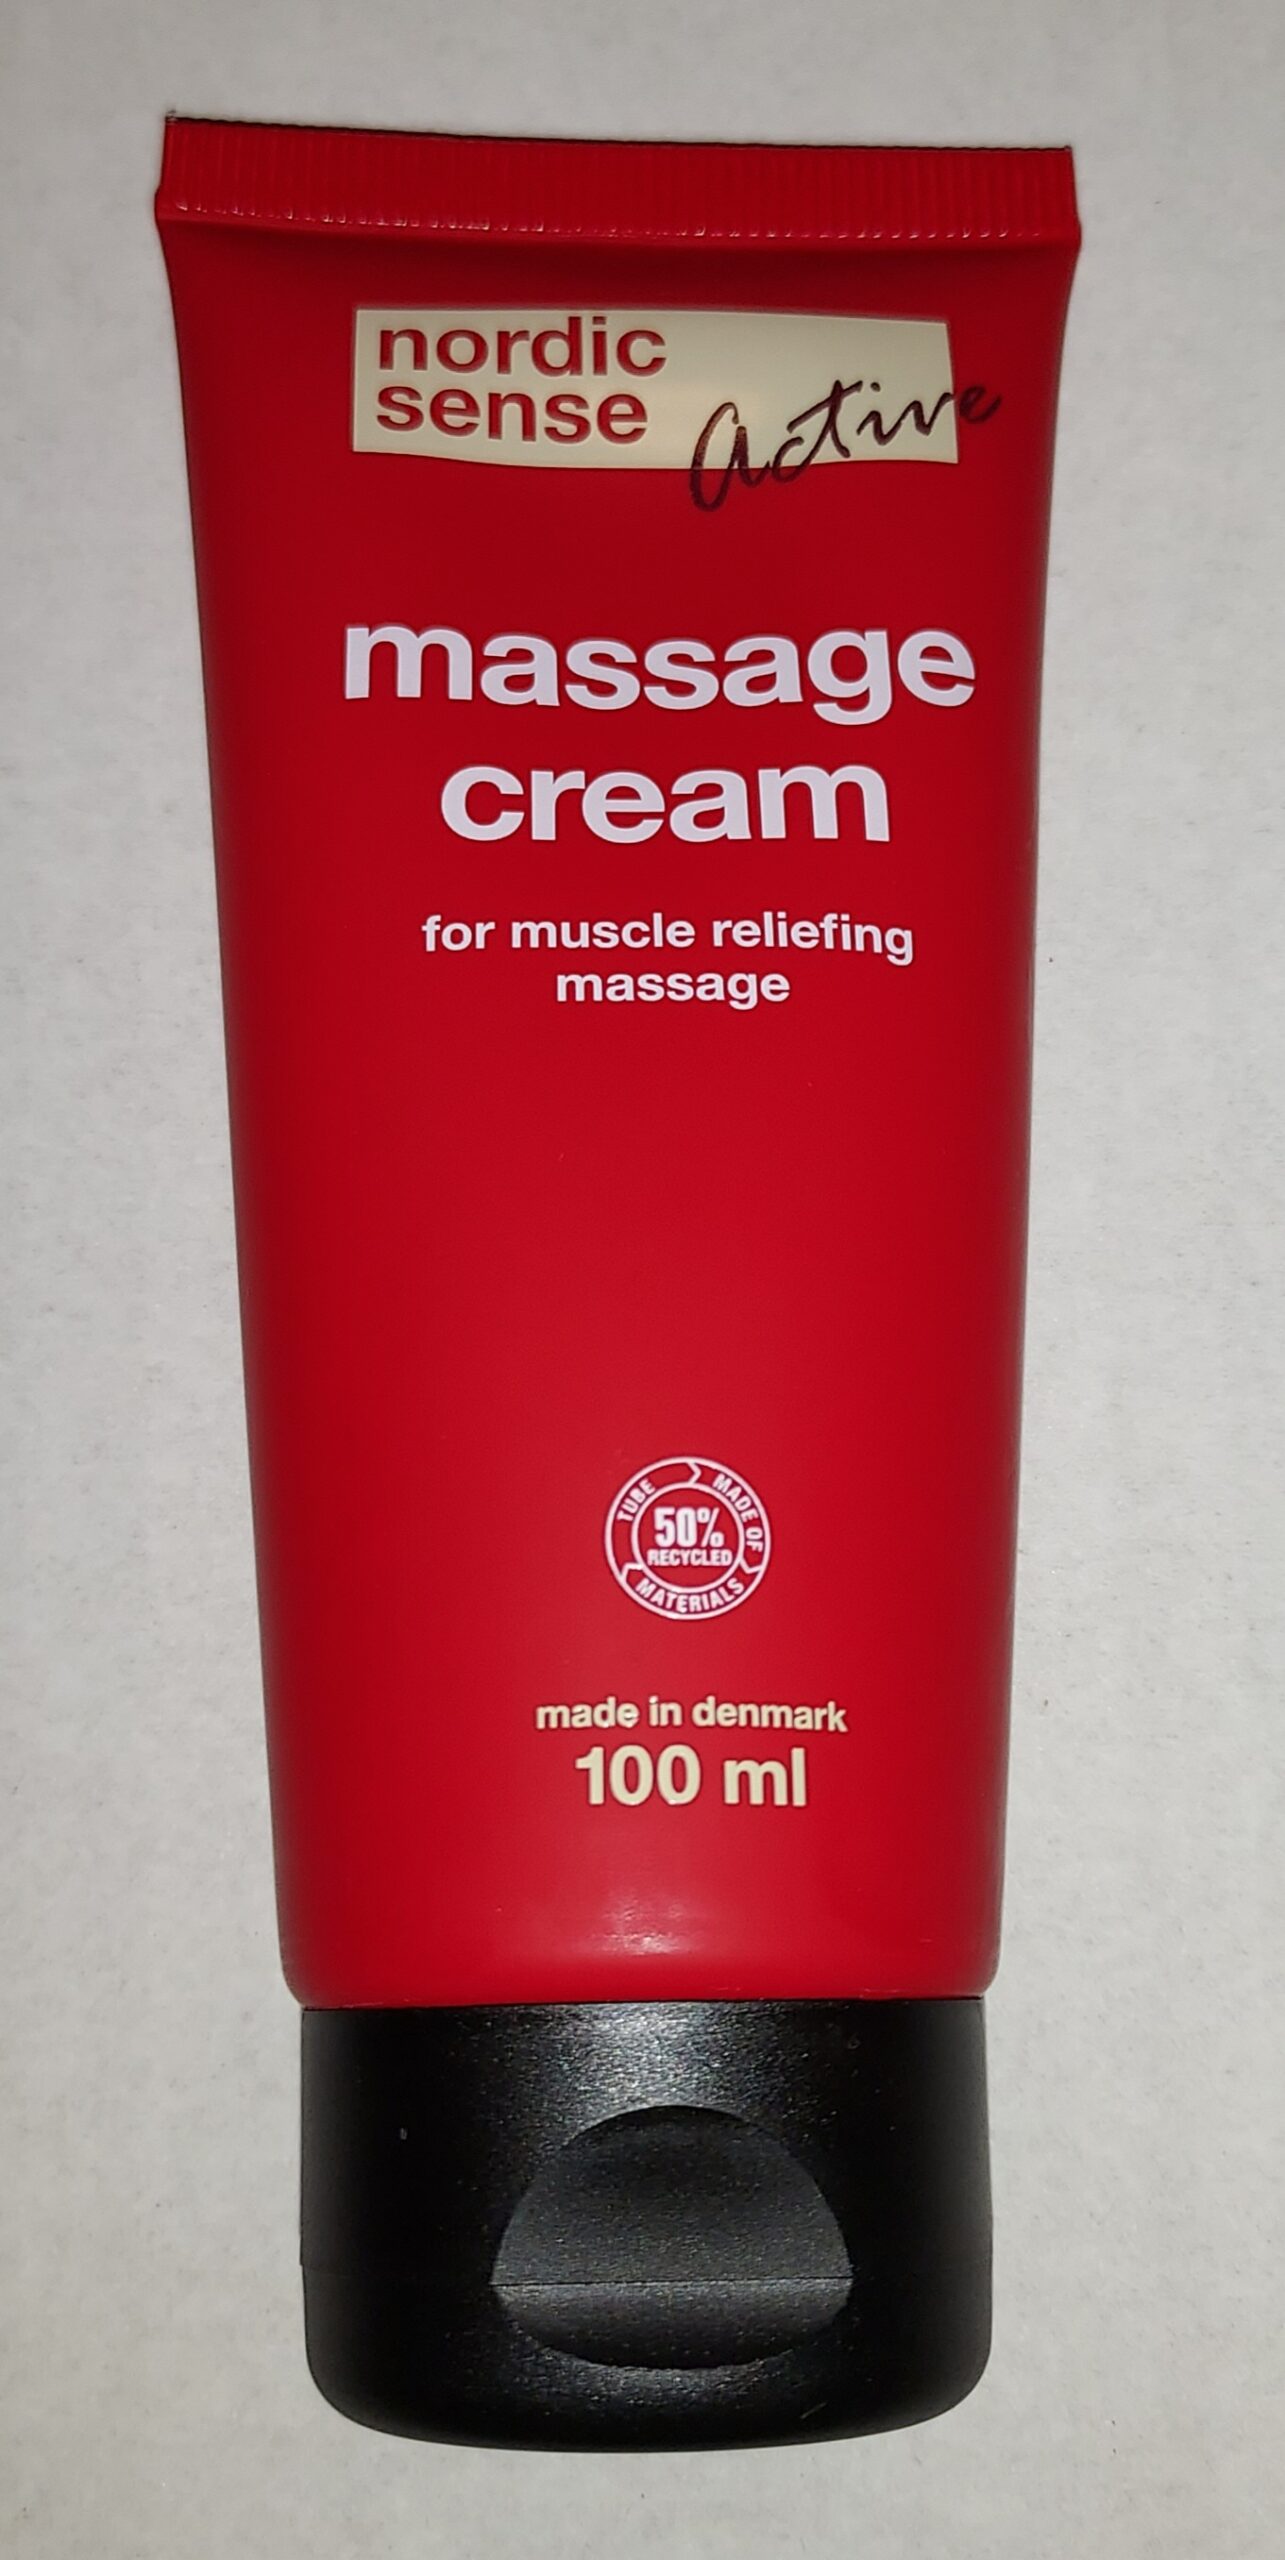 nordic
sense
active
massage
cream
for muscle reliefing
massage
TUBE MADE OF
50%
RECYCLED
MATERIALS
made in denmark
100 ml